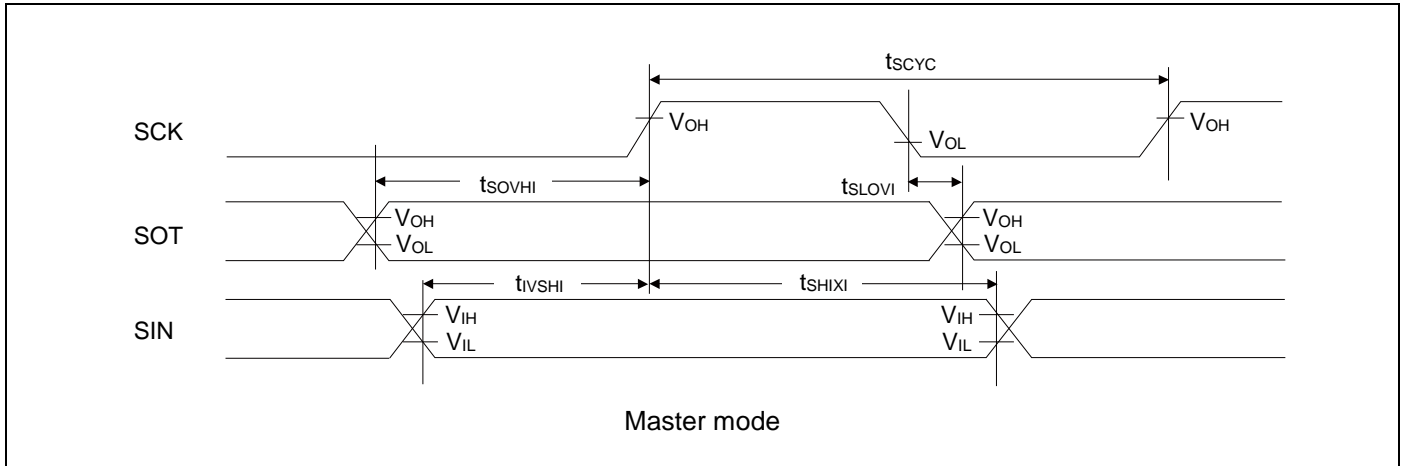 tSCYC
SCK
VOH
VOL
VOH
tSOVHI
tSLOVI
SOT
VOH
VOL
VOH
VOL
tIVSHI
tSHIXI
SIN
VIH
VIL
VIH
VIL
Master mode